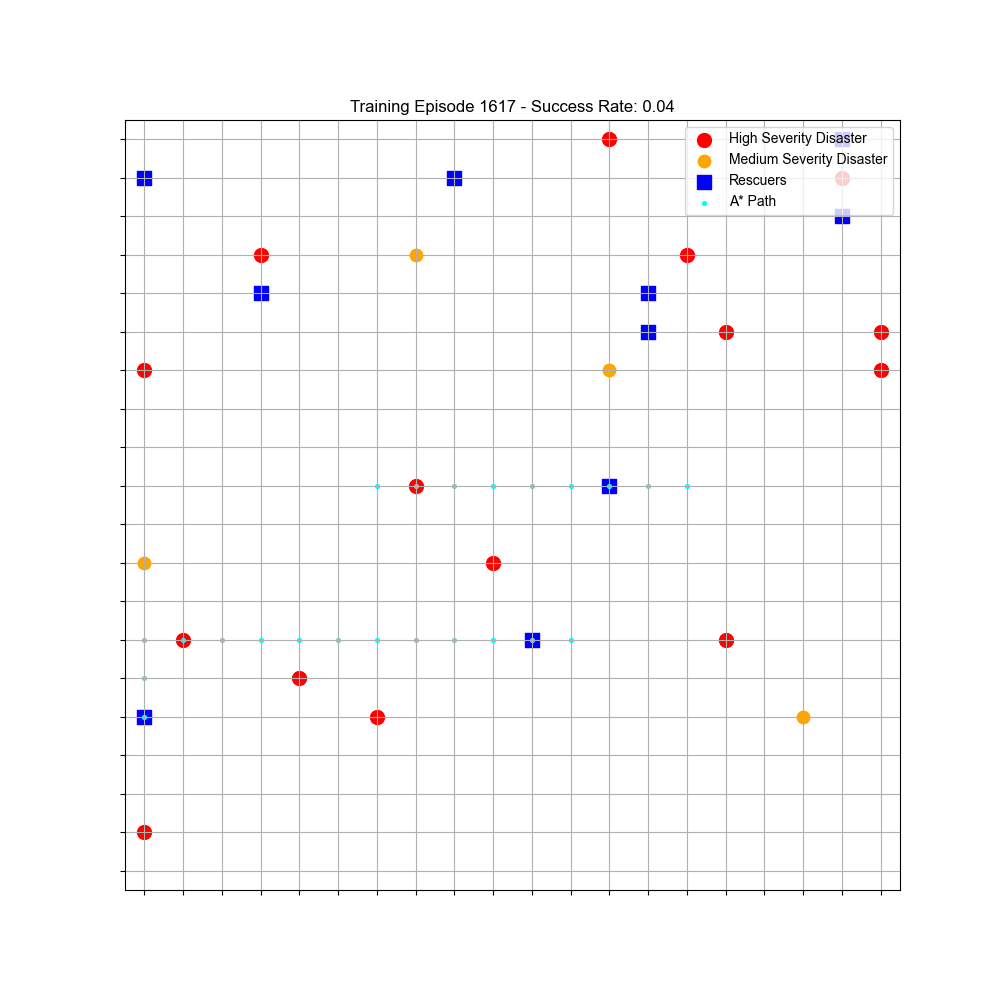 Training Episode 1617 - Success Rate: 0.04
High Severity Disaster
Medium Severity Disaster
Rescuers
A* Path